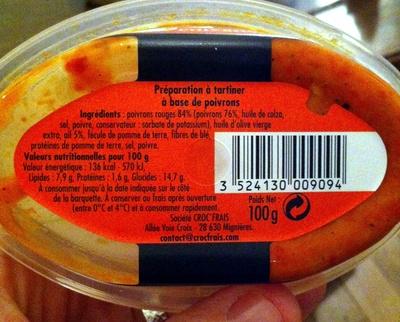 Préparation à tartiner
à base de poivrons
Ingrédients : poivrons rouges 84% (poivrons 76%, huile de colza,
sel, poivre, conservateur : sorbate de potassium), huile d'olive vierge
extra, ail 5%, fécule de pomme de terre, fibres de blé,
protéines de pomme de terre, sel, poivre.
Valeurs nutritionnelles pour 100 g
Valeur énergétique : 136 kcal - 570 kJ,
Lipides : 7,9 g, Protéines : 1,6 g, Glucides : 14,7 g.
A consommer jusqu'à la date indiquée sur le côté
de la barquette. A conserver au frais après ouverture
(entre 0°C et 4°C) et à consommer rapidement.
Société CROC'FRAIS
Allée Voie Croix - 28 630 Mignières.
contact@crocfrais.com
3 524130 009094
Poids Net :
100 g